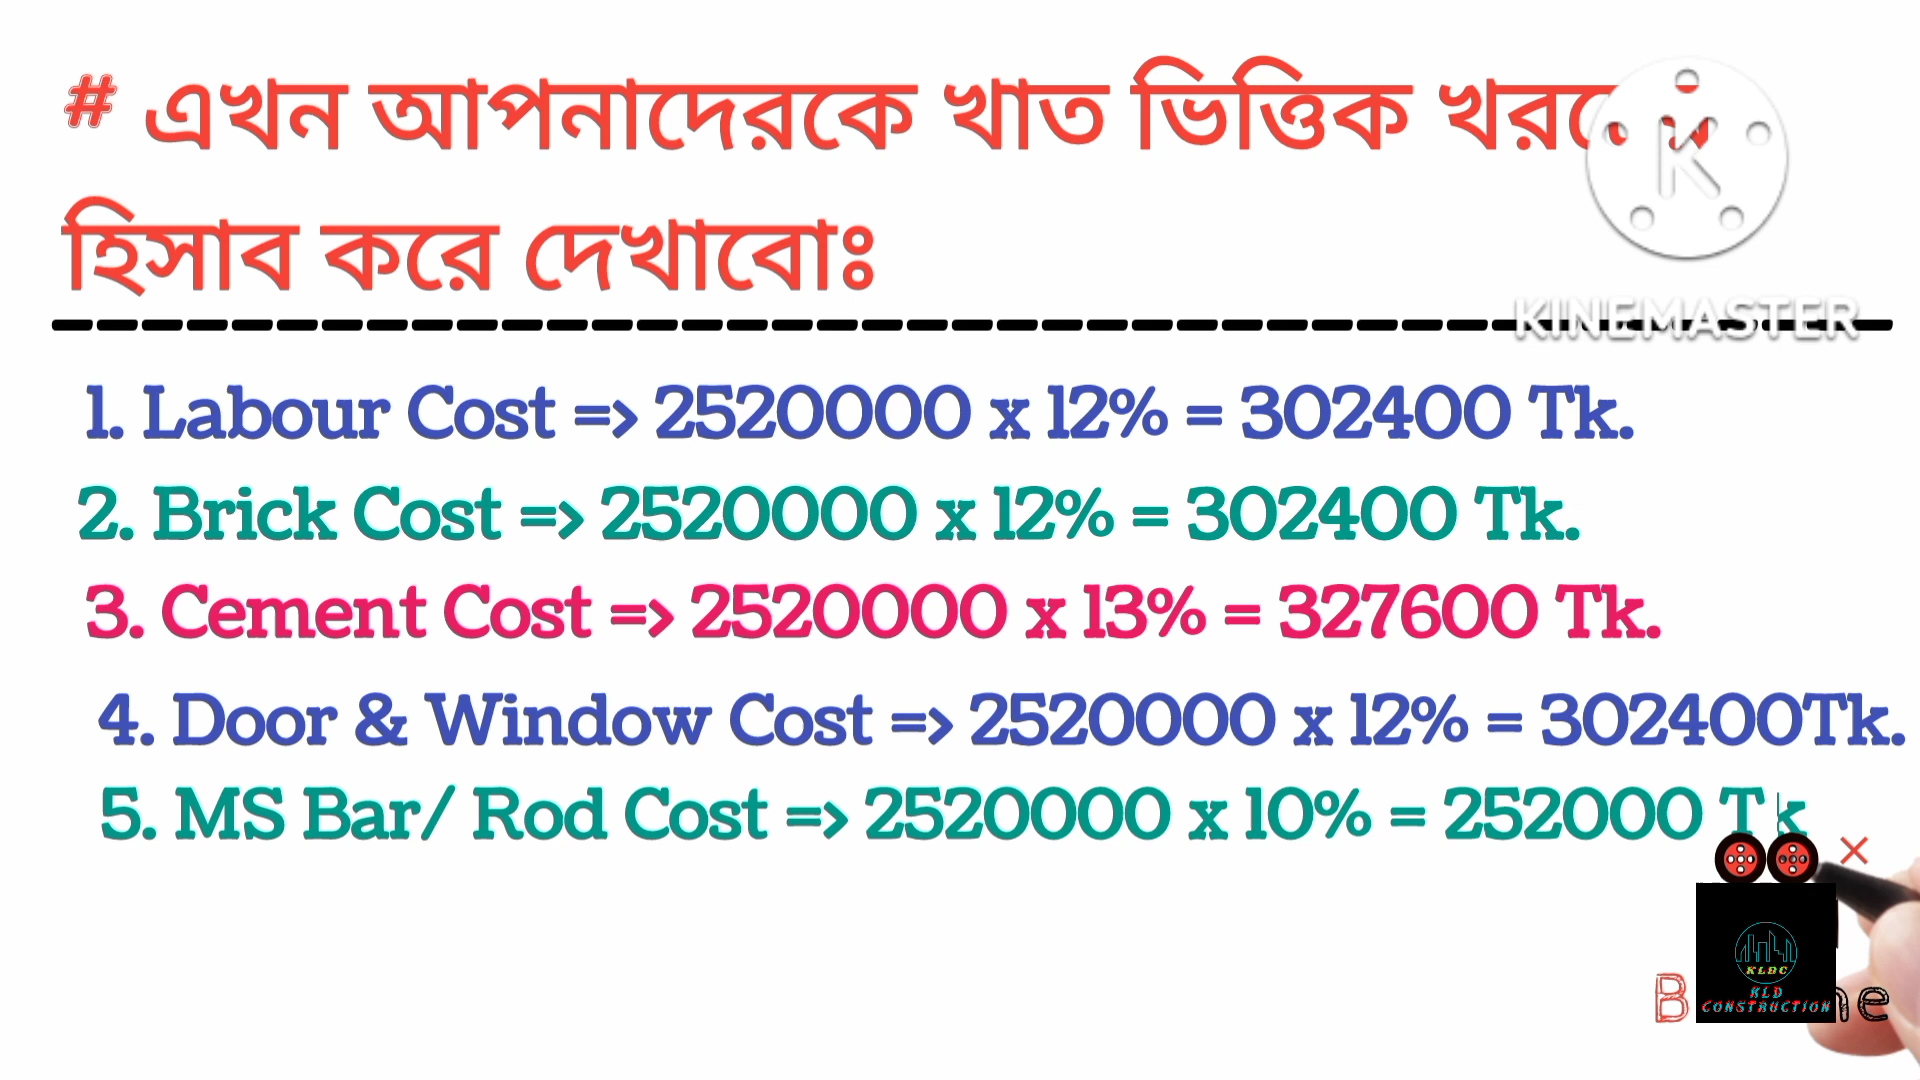 # এখন আপনাদেরকে খাত ভিত্তিক
হিসাব করে দেখাবোঃ
KINEMASTER
1. Labour Cost => 2520000 x 12% = 302400 Tk.
2. Brick Cost => 2520000 x 12% = 302400 Tk.
3. Cement Cost => 2520000 x 13% = 327600 Tk.
4. Door & Window Cost => 2520000 x 12% = 302400Tk.
5. MS Bar/ Rod Cost => 2520000 x 10% = 252000 Tk
KLDC
KLD
CONSTRUCTION